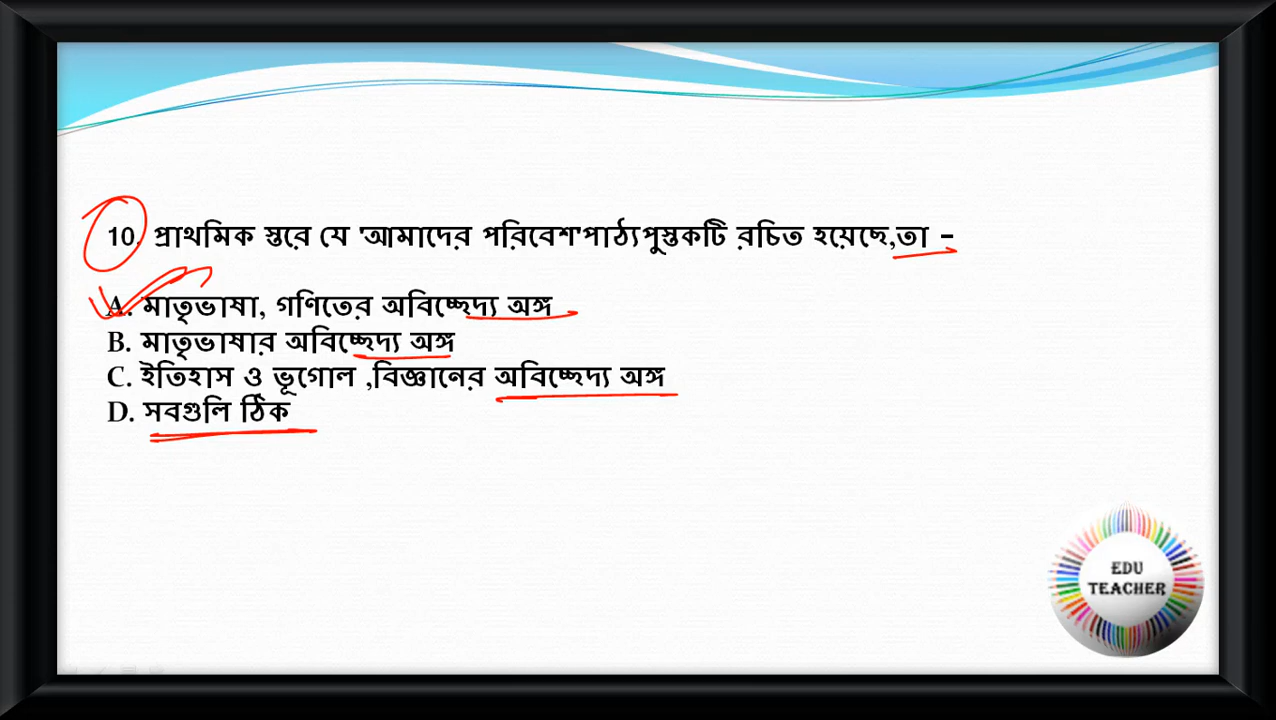 10. প্রাথমিক স্তরে যে 'আমাদের পরিবেশ'পাঠ্যপুস্তকটি রচিত হয়েছে,তা –
A. মাতৃভাষা, গণিতের অবিচ্ছেদ্য অঙ্গ
B. মাতৃভাষার অবিচ্ছেদ্য অঙ্গ
C. ইতিহাস ও ভূগোল ,বিজ্ঞানের অবিচ্ছেদ্য অঙ্গ
D. সবগুলি ঠিক
EDU
TEACHER